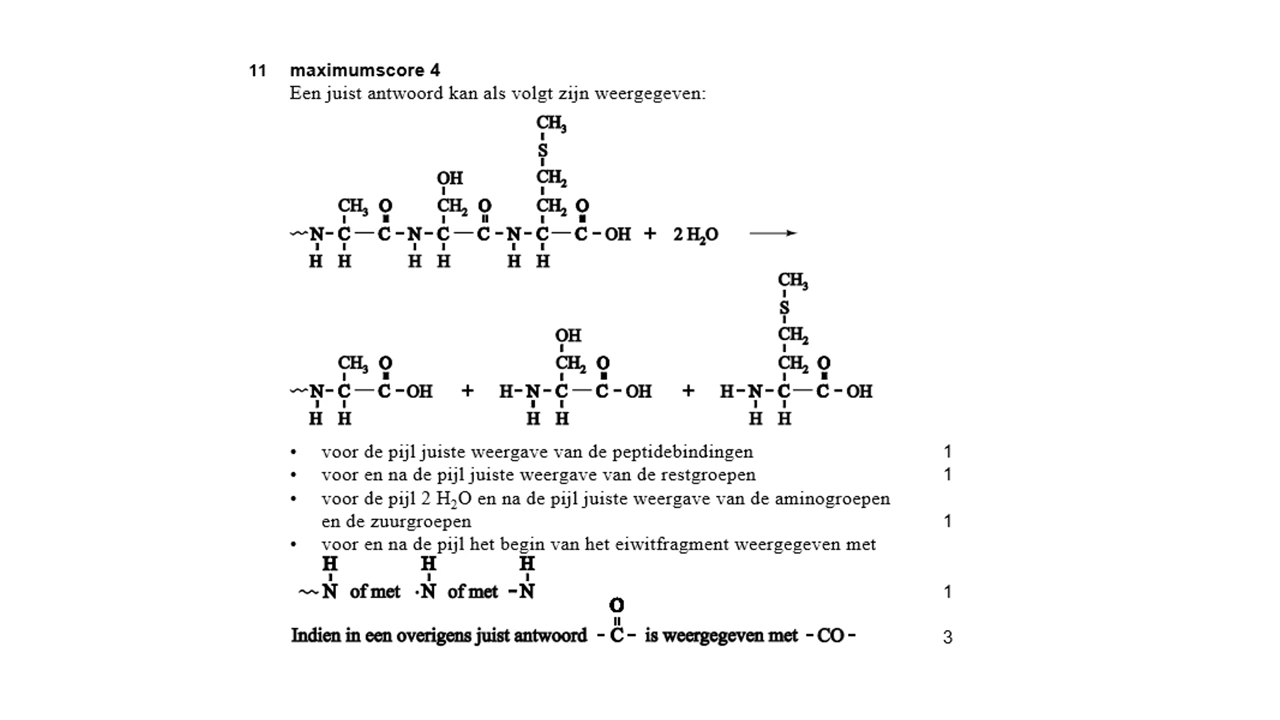 11 maximumscore 4
Een juist antwoord kan als volgt zijn weergegeven:
CH₃
S
OH CH₂
CH₃ O CH₂ O CH₂ O
~N-C—C-N-C—C-N-C—C-OH + 2 H₂O ⟶
H H H H H H
CH₃
S
OH CH₂
CH₃ O CH₂ O CH₂ O
~N-C—C-OH + H-N-C—C-OH + H-N-C—C-OH
H H H H H H
• voor de pijl juiste weergave van de peptidebindingen 1
• voor en na de pijl juiste weergave van de restgroepen 1
• voor de pijl 2 H₂O en na de pijl juiste weergave van de aminogroepen
en de zuurgroepen 1
• voor en na de pijl het begin van het eiwitfragment weergegeven met
H H H
~N of met ·N of met -N 1
O
Indien in een overigens juist antwoord -C- is weergegeven met -CO- 3